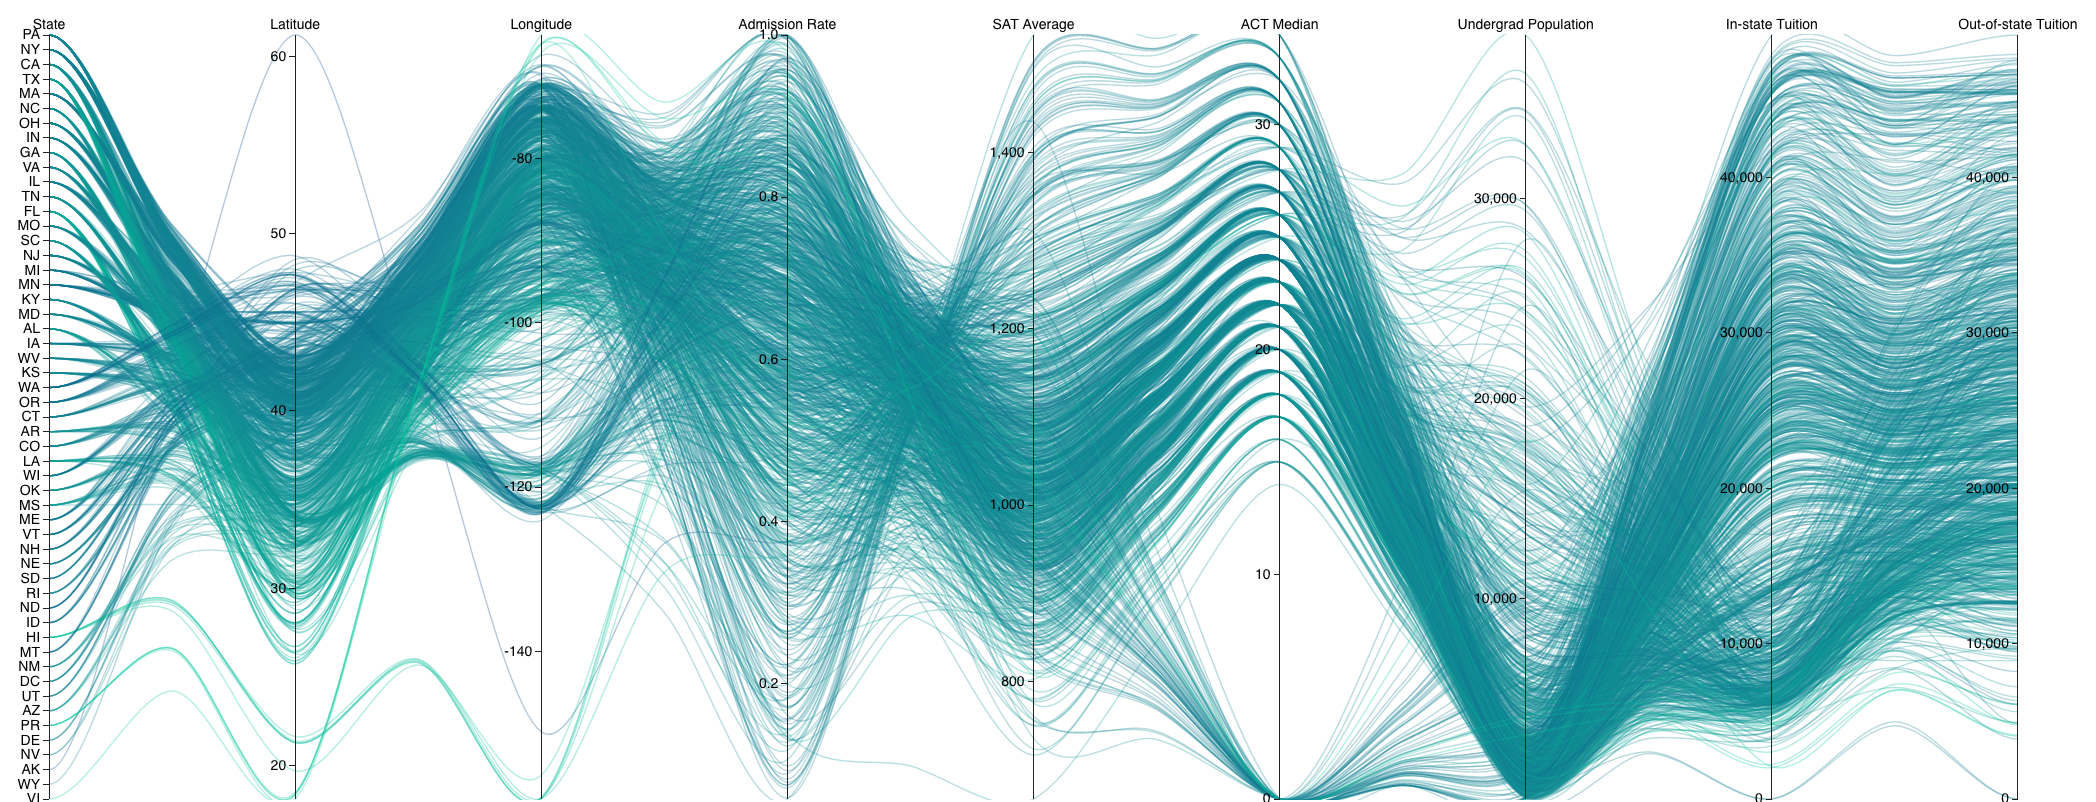 State
Latitude
Longitude
Admission Rate
SAT Average
ACT Median
Undergrad Population
In-state Tuition
Out-of-state Tuition
PA
NY
CA
TX
MA
NC
OH
IN
GA
VA
IL
TN
FL
MO
SC
NJ
MI
MN
KY
MD
AL
IA
WV
KS
WA
OR
CT
AR
CO
LA
WI
OK
MS
ME
VT
NH
NE
SD
RI
ND
ID
HI
MT
NM
DC
UT
AZ
PR
DE
NV
AK
WY
VI
60
50
40
30
20
-80
-100
-120
-140
1.0
0.8
0.6
0.4
0.2
1,400
1,200
1,000
800
30
20
10
0
30,000
20,000
10,000
40,000
30,000
20,000
10,000
0
40,000
30,000
20,000
10,000
0